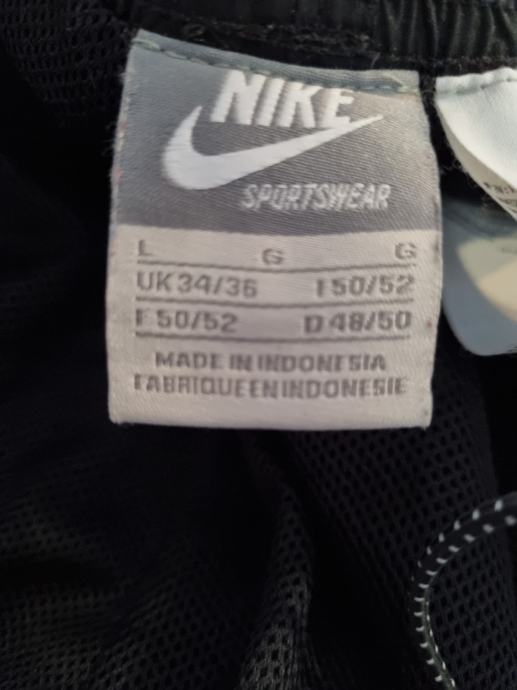 NIKE
SPORTSWEAR
L G G
UK 34/36 I 50/52
F 50/52 D 48/50
MADE IN INDONESIA
FABRIQUE EN INDONESIE